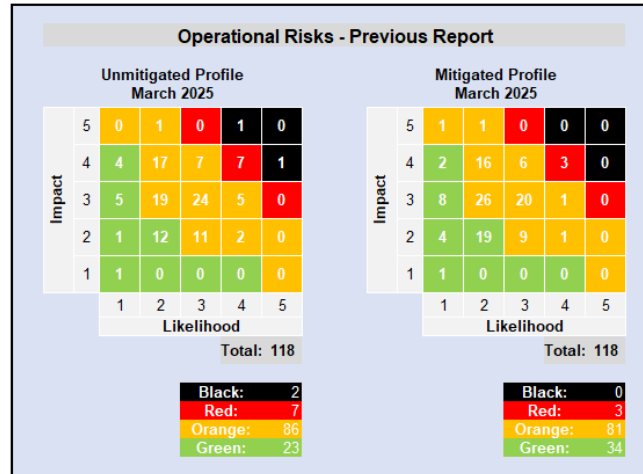 Operational Risks - Previous Report
Unmitigated Profile
March 2025
Impact
5 0 1 0 1 0
4 4 17 7 7 1
3 5 19 24 5 0
2 1 12 11 2 0
1 1 0 0 0 0
1 2 3 4 5
Likelihood
Total: 118
Black: 2
Red: 7
Orange: 86
Green: 23
Mitigated Profile
March 2025
Impact
5 1 1 0 0 0
4 2 16 6 3 0
3 8 26 20 1 0
2 4 19 9 1 0
1 1 0 0 0 0
1 2 3 4 5
Likelihood
Total: 118
Black: 0
Red: 3
Orange: 81
Green: 34